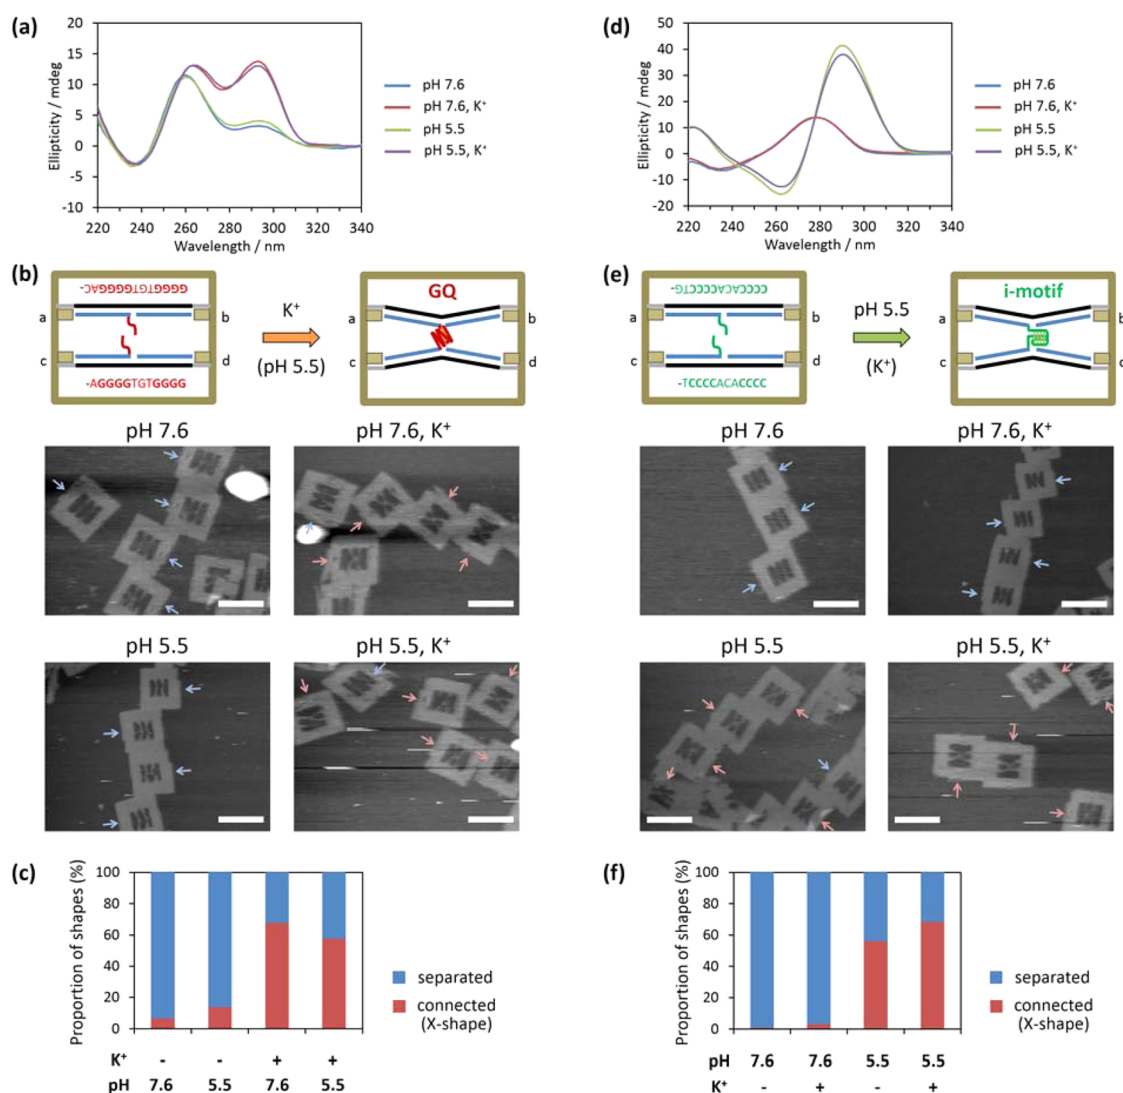 (a)
20
15
10
5
0
-5
-10
Ellipticity / mdeg
220 240 260 280 300 320 340
Wavelength / nm
pH 7.6
pH 7.6, K⁺
pH 5.5
pH 5.5, K⁺
(d)
50
40
30
20
10
0
-10
-20
Ellipticity / mdeg
220 240 260 280 300 320 340
Wavelength / nm
pH 7.6
pH 7.6, K⁺
pH 5.5
pH 5.5, K⁺
(b)
GGGGTGTGGGGAC-
a b
c d
-AGGGGTGTGGGG
K⁺
(pH 5.5)
GQ
a b
c d
pH 7.6 pH 7.6, K⁺
pH 5.5 pH 5.5, K⁺
(e)
CCCCACACCCCTG-
a b
c d
-TCCCCACACCCC
pH 5.5
(K⁺)
i-motif
b
c d
pH 7.6 pH 7.6, K⁺
pH 5.5 pH 5.5, K⁺
(c)
Proportion of shapes (%)
100
80
60
40
20
0
separated
connected
(X-shape)
K⁺ - - + +
pH 7.6 5.5 7.6 5.5
(f)
Proportion of shapes (%)
100
80
60
40
20
0
separated
connected
(X-shape)
pH 7.6 7.6 5.5 5.5
K⁺ - + - +